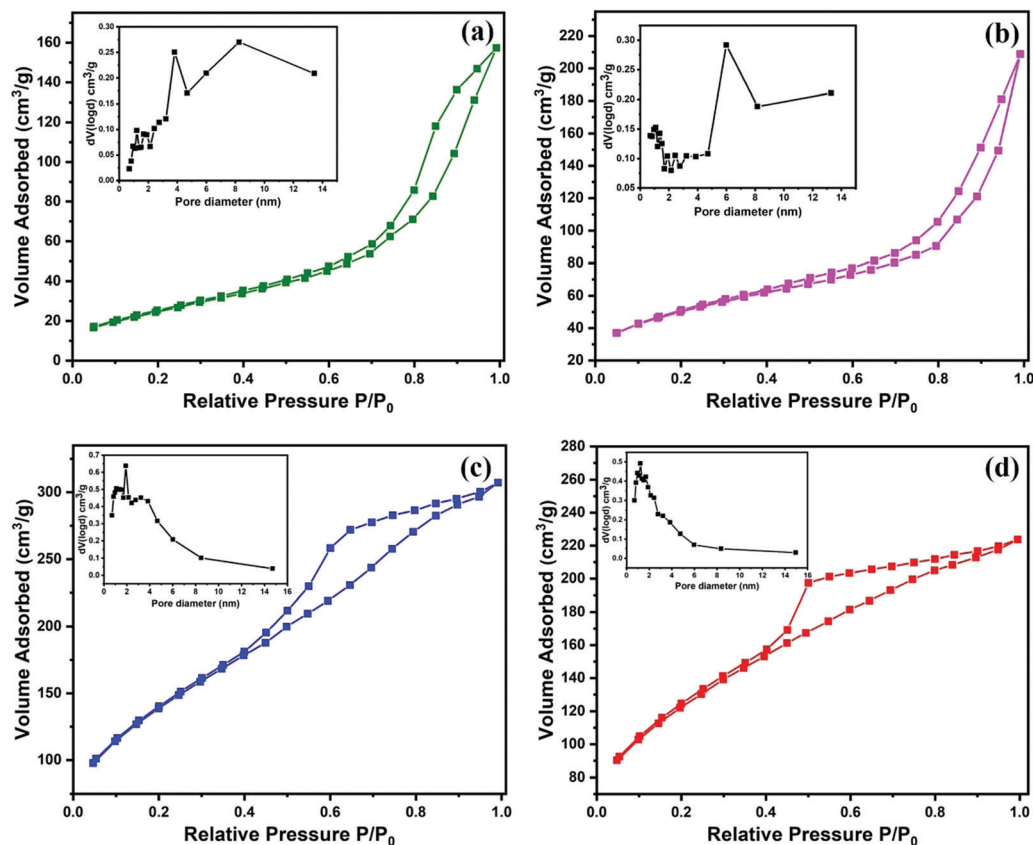 (a)
Volume Adsorbed (cm³/g)
160
140
120
100
80
60
40
20
0
0.0 0.2 0.4 0.6 0.8 1.0
Relative Pressure P/P₀
dV(logd) cm³/g
0.30
0.25
0.20
0.15
0.10
0.05
0.00
0 2 4 6 8 10 12 14 16
Pore diameter (nm)
(b)
Volume Adsorbed (cm³/g)
220
200
180
160
140
120
100
80
60
40
20
0.0 0.2 0.4 0.6 0.8 1.0
Relative Pressure P/P₀
dV(logd) cm³/g
0.30
0.25
0.20
0.15
0.10
0.05
0 2 4 6 8 10 12 14
Pore diameter (nm)
(c)
Volume Adsorbed (cm³/g)
300
250
200
150
100
0.0 0.2 0.4 0.6 0.8 1.0
Relative Pressure P/P₀
dV(logd) cm³/g
0.7
0.6
0.5
0.4
0.3
0.2
0.1
0.0
0 2 4 6 8 10 12 14 16
Pore diameter (nm)
(d)
Volume Adsorbed (cm³/g)
280
260
240
220
200
180
160
140
120
100
80
0.0 0.2 0.4 0.6 0.8 1.0
Relative Pressure P/P₀
dV(logd) cm³/g
0.5
0.4
0.3
0.2
0.1
0.0
0 2 4 6 8 10 12 14 16
Pore diameter (nm)